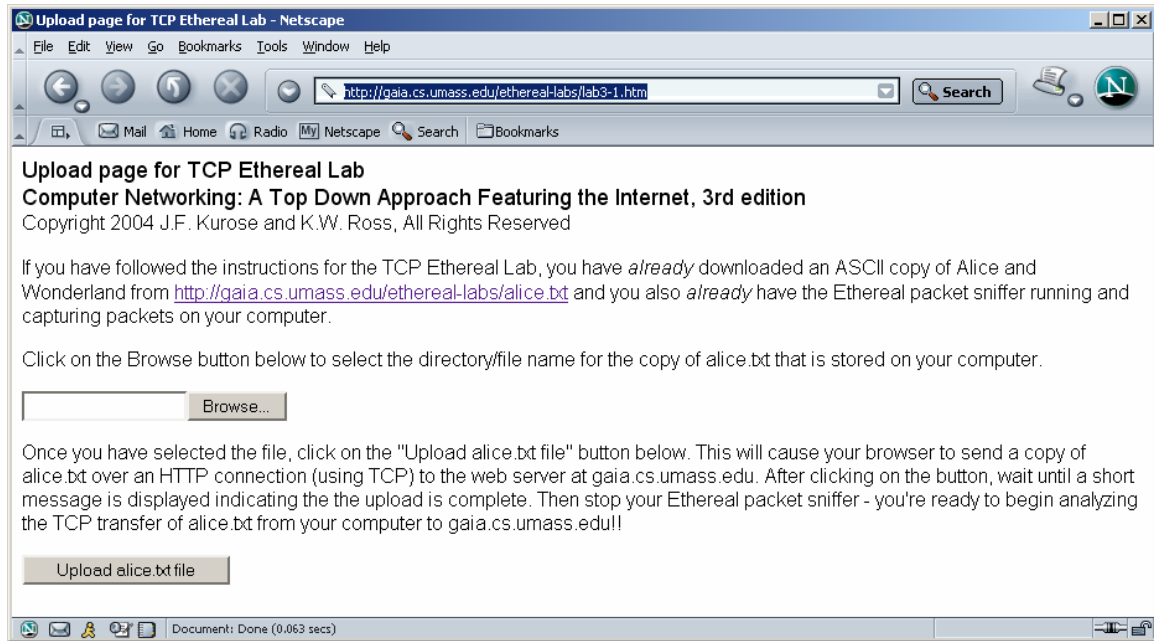 Upload page for TCP Ethereal Lab - Netscape
File Edit View Go Bookmarks Tools Window Help
http://gaia.cs.umass.edu/ethereal-labs/lab3-1.htm Search N
Mail Home Radio My Netscape Search Bookmarks
Upload page for TCP Ethereal Lab
Computer Networking: A Top Down Approach Featuring the Internet, 3rd edition
Copyright 2004 J.F. Kurose and K.W. Ross, All Rights Reserved
If you have followed the instructions for the TCP Ethereal Lab, you have already downloaded an ASCII copy of Alice and
Wonderland from http://gaia.cs.umass.edu/ethereal-labs/alice.txt and you also already have the Ethereal packet sniffer running and
capturing packets on your computer.
Click on the Browse button below to select the directory/file name for the copy of alice.txt that is stored on your computer.
Browse...
Once you have selected the file, click on the "Upload alice.txt file" button below. This will cause your browser to send a copy of
alice.txt over an HTTP connection (using TCP) to the web server at gaia.cs.umass.edu. After clicking on the button, wait until a short
message is displayed indicating the the upload is complete. Then stop your Ethereal packet sniffer - you're ready to begin analyzing
the TCP transfer of alice.txt from your computer to gaia.cs.umass.edu!!
Upload alice.txt file
Document: Done (0.063 secs)